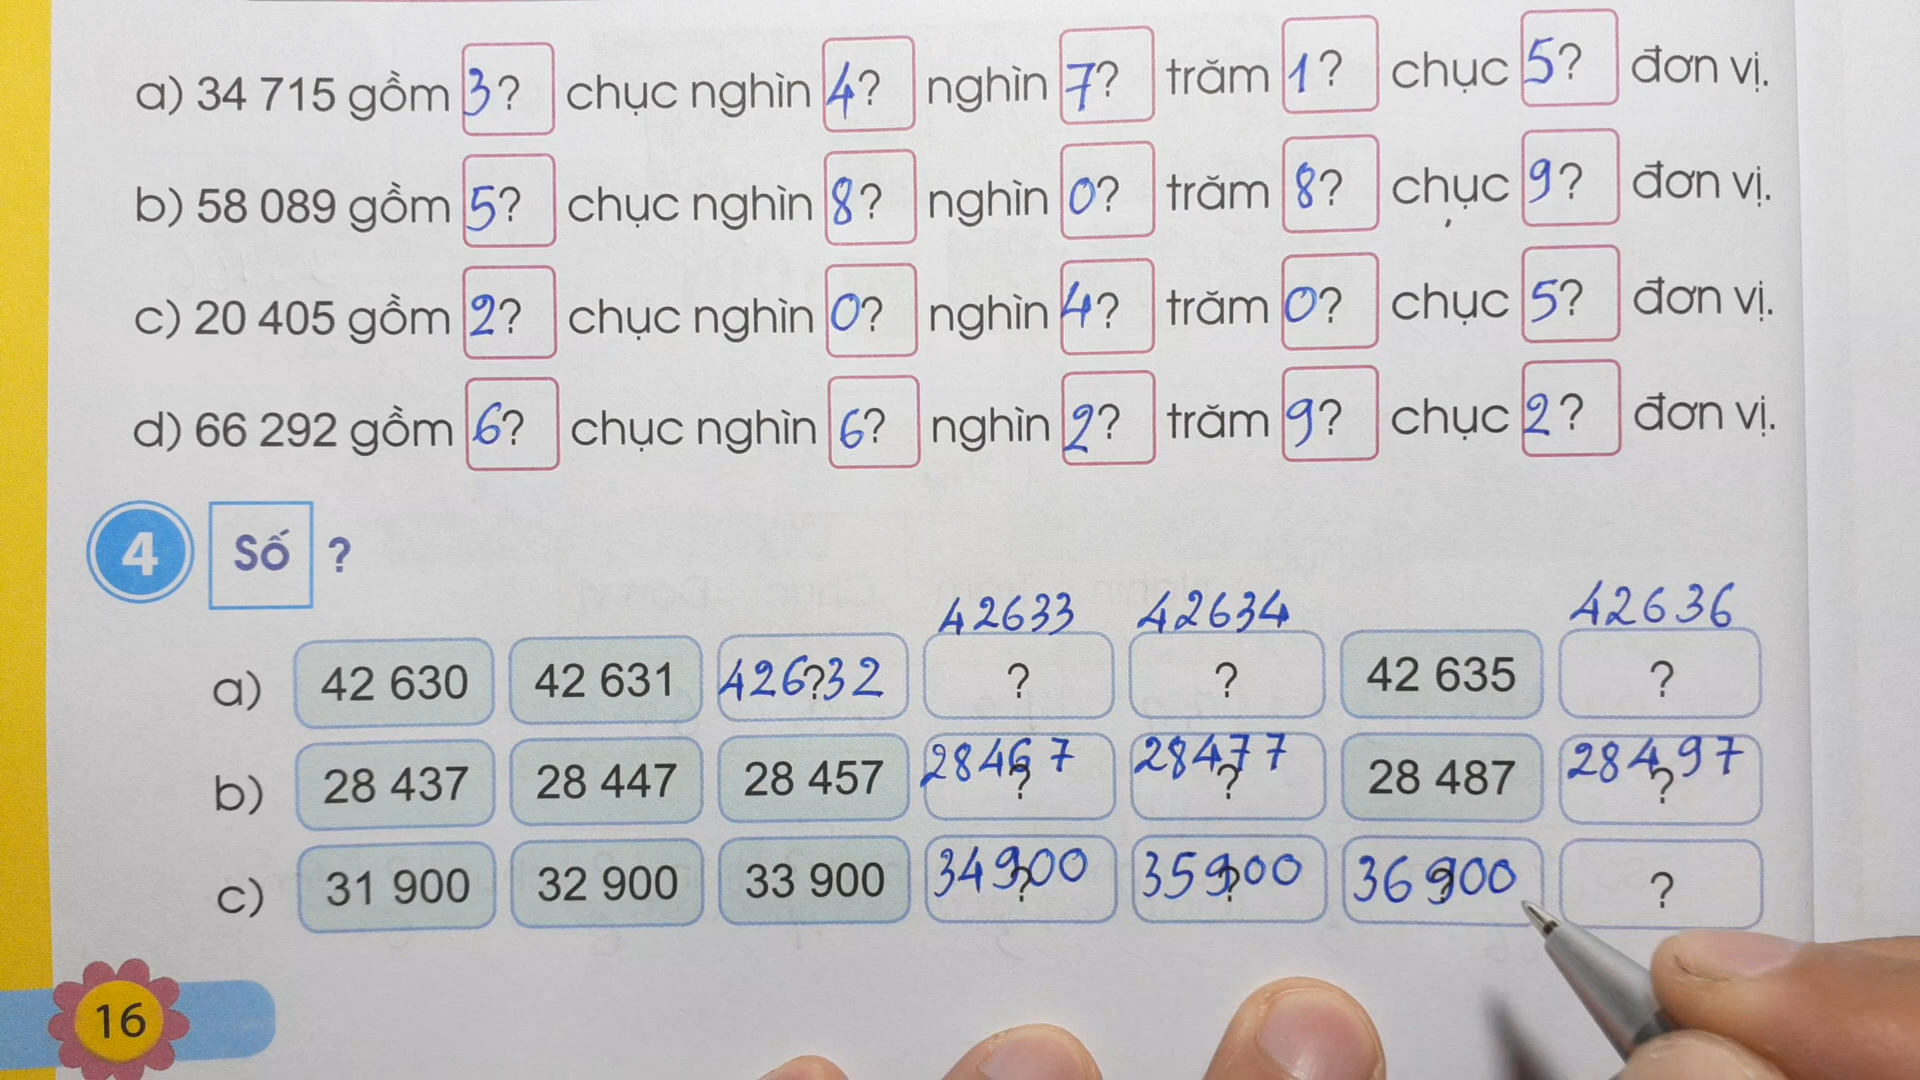 a) 34 715 gồm 3? chục nghìn 4? nghìn 7? trăm 1? chục 5? đơn vị.
b) 58 089 gồm 5? chục nghìn 8? nghìn 0? trăm 8? chục 9? đơn vị.
c) 20 405 gồm 2? chục nghìn 0? nghìn 4? trăm 0? chục 5? đơn vị.
d) 66 292 gồm 6? chục nghìn 6? nghìn 2? trăm 9? chục 2? đơn vị.
4 Số ?
42633 42634 42636
a) 42 630 42 631 42632 ? ? ? 42 635 ?
b) 28 437 28 447 28 457 28467 ? 28477 ? 28 487 28497 ?
c) 31 900 32 900 33 900 34900 ? 35900 ? 36900 ? ?
16